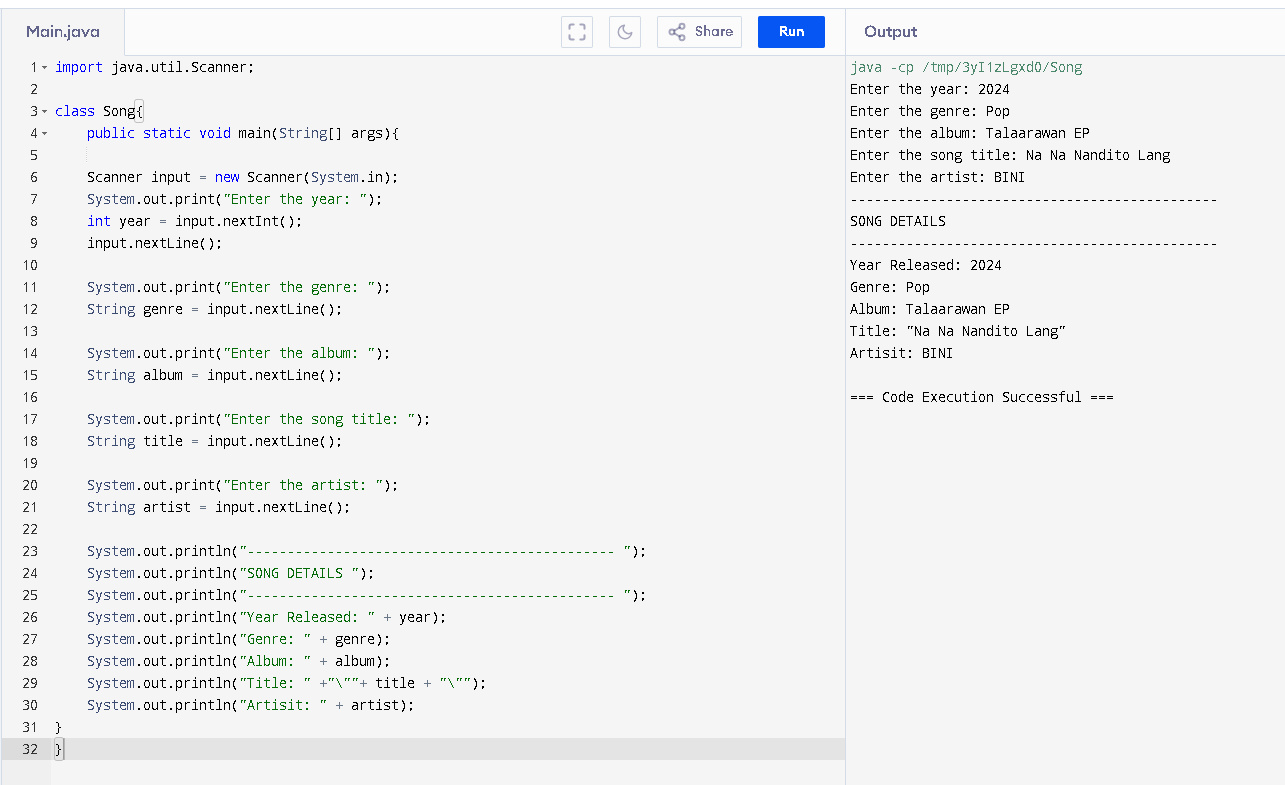 Main.java
Share
Run
Output
1 import java.util.Scanner;
2
3 class Song{
4 public static void main(String[] args){
5
6 Scanner input = new Scanner(System.in);
7 System.out.print("Enter the year: ");
8 int year = input.nextInt();
9 input.nextLine();
10
11 System.out.print("Enter the genre: ");
12 String genre = input.nextLine();
13
14 System.out.print("Enter the album: ");
15 String album = input.nextLine();
16
17 System.out.print("Enter the song title: ");
18 String title = input.nextLine();
19
20 System.out.print("Enter the artist: ");
21 String artist = input.nextLine();
22
23 System.out.println("---------------------------------------------- ");
24 System.out.println("SONG DETAILS ");
25 System.out.println("---------------------------------------------- ");
26 System.out.println("Year Released: " + year);
27 System.out.println("Genre: " + genre);
28 System.out.println("Album: " + album);
29 System.out.println("Title: " +"\""+ title + "\"");
30 System.out.println("Artisit: " + artist);
31 }
32 }
java -cp /tmp/3yI1zLgxd0/Song
Enter the year: 2024
Enter the genre: Pop
Enter the album: Talaarawan EP
Enter the song title: Na Na Nandito Lang
Enter the artist: BINI
----------------------------------------------
SONG DETAILS
----------------------------------------------
Year Released: 2024
Genre: Pop
Album: Talaarawan EP
Title: "Na Na Nandito Lang"
Artisit: BINI
=== Code Execution Successful ===